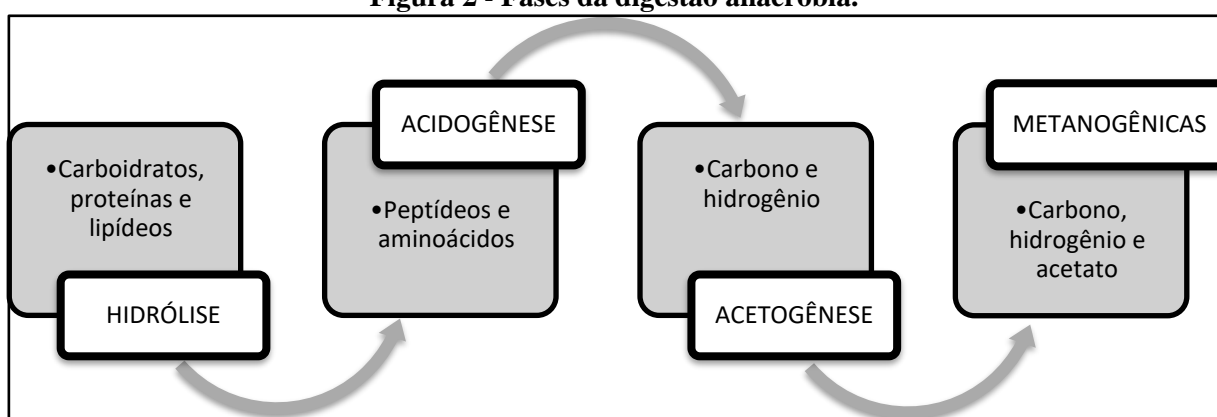 Figura 2 - Fases da digestão anaeróbia.
•Carboidratos,
proteínas e
lipídeos
HIDRÓLISE
ACIDOGÊNESE
•Peptídeos e
aminoácidos
•Carbono e
hidrogênio
ACETOGÊNESE
METANOGÊNICAS
•Carbono,
hidrogênio e
acetato